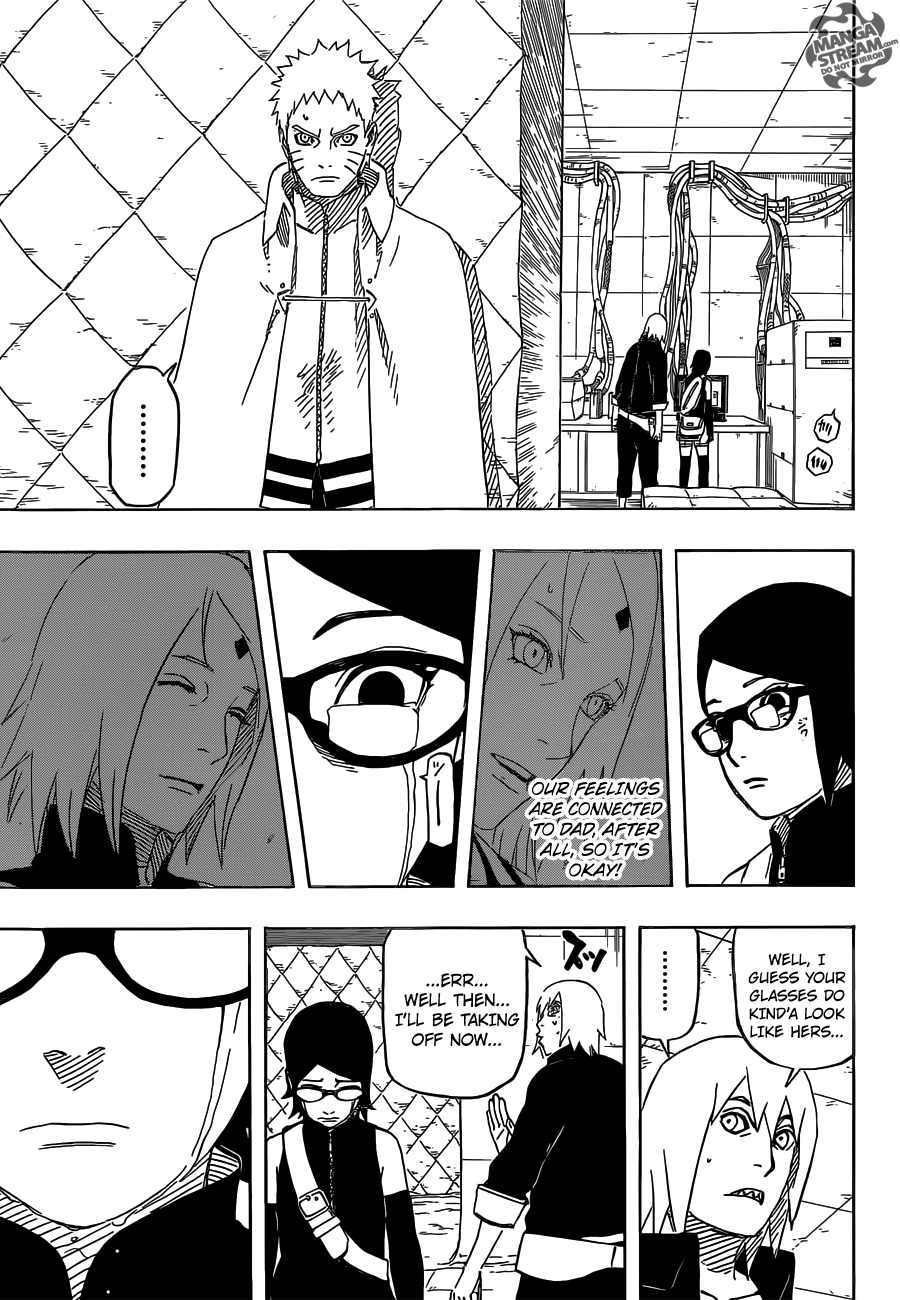 MANGA
STREAM.com
DO NOT MIRROR
.........
OUR FEELINGS
ARE CONNECTED
TO DAD, AFTER
ALL, SO IT'S
OKAY!
WELL, I
GUESS YOUR
GLASSES DO
KIND'A LOOK
LIKE HERS...
........
...ERR...
WELL THEN...
I'LL BE TAKING
OFF NOW...